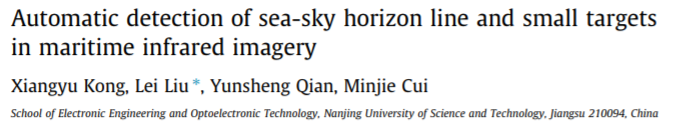 Automatic detection of sea-sky horizon line and small targets
in maritime infrared imagery
Xiangyu Kong, Lei Liu *, Yunsheng Qian, Minjie Cui
School of Electronic Engineering and Optoelectronic Technology, Nanjing University of Science and Technology, Jiangsu 210094, China